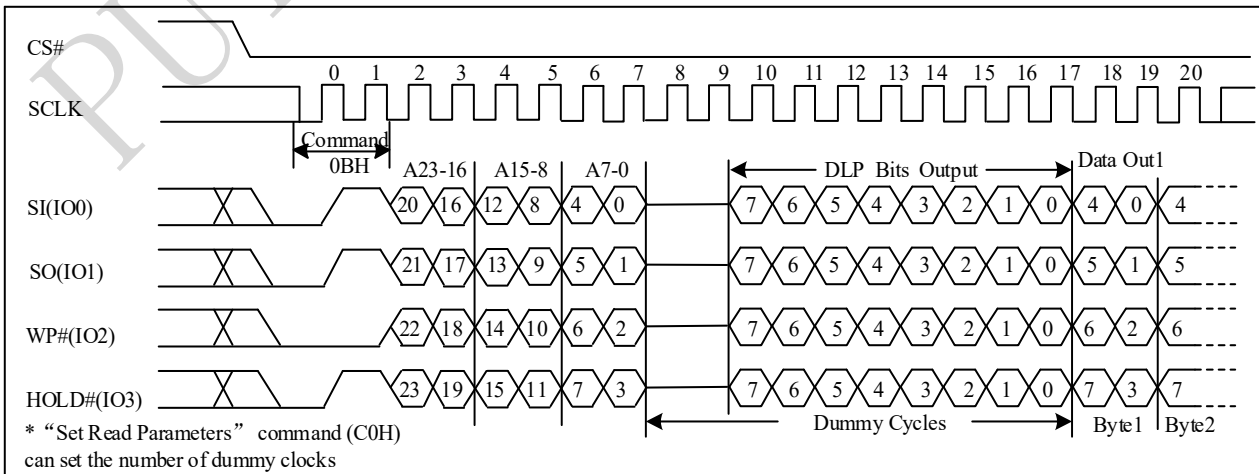 PUY
CS#
0 1 2 3 4 5 6 7 8 9 10 11 12 13 14 15 16 17 18 19 20
SCLK
Command
0BH
A23-16 A15-8 A7-0 DLP Bits Output Data Out1
SI(IO0) 20 16 12 8 4 0 7 6 5 4 3 2 1 0 4 0 4
SO(IO1) 21 17 13 9 5 1 7 6 5 4 3 2 1 0 5 1 5
WP#(IO2) 22 18 14 10 6 2 7 6 5 4 3 2 1 0 6 2 6
HOLD#(IO3) 23 19 15 11 7 3 7 6 5 4 3 2 1 0 7 3 7
Dummy Cycles Byte1 Byte2
* “Set Read Parameters” command (C0H)
can set the number of dummy clocks